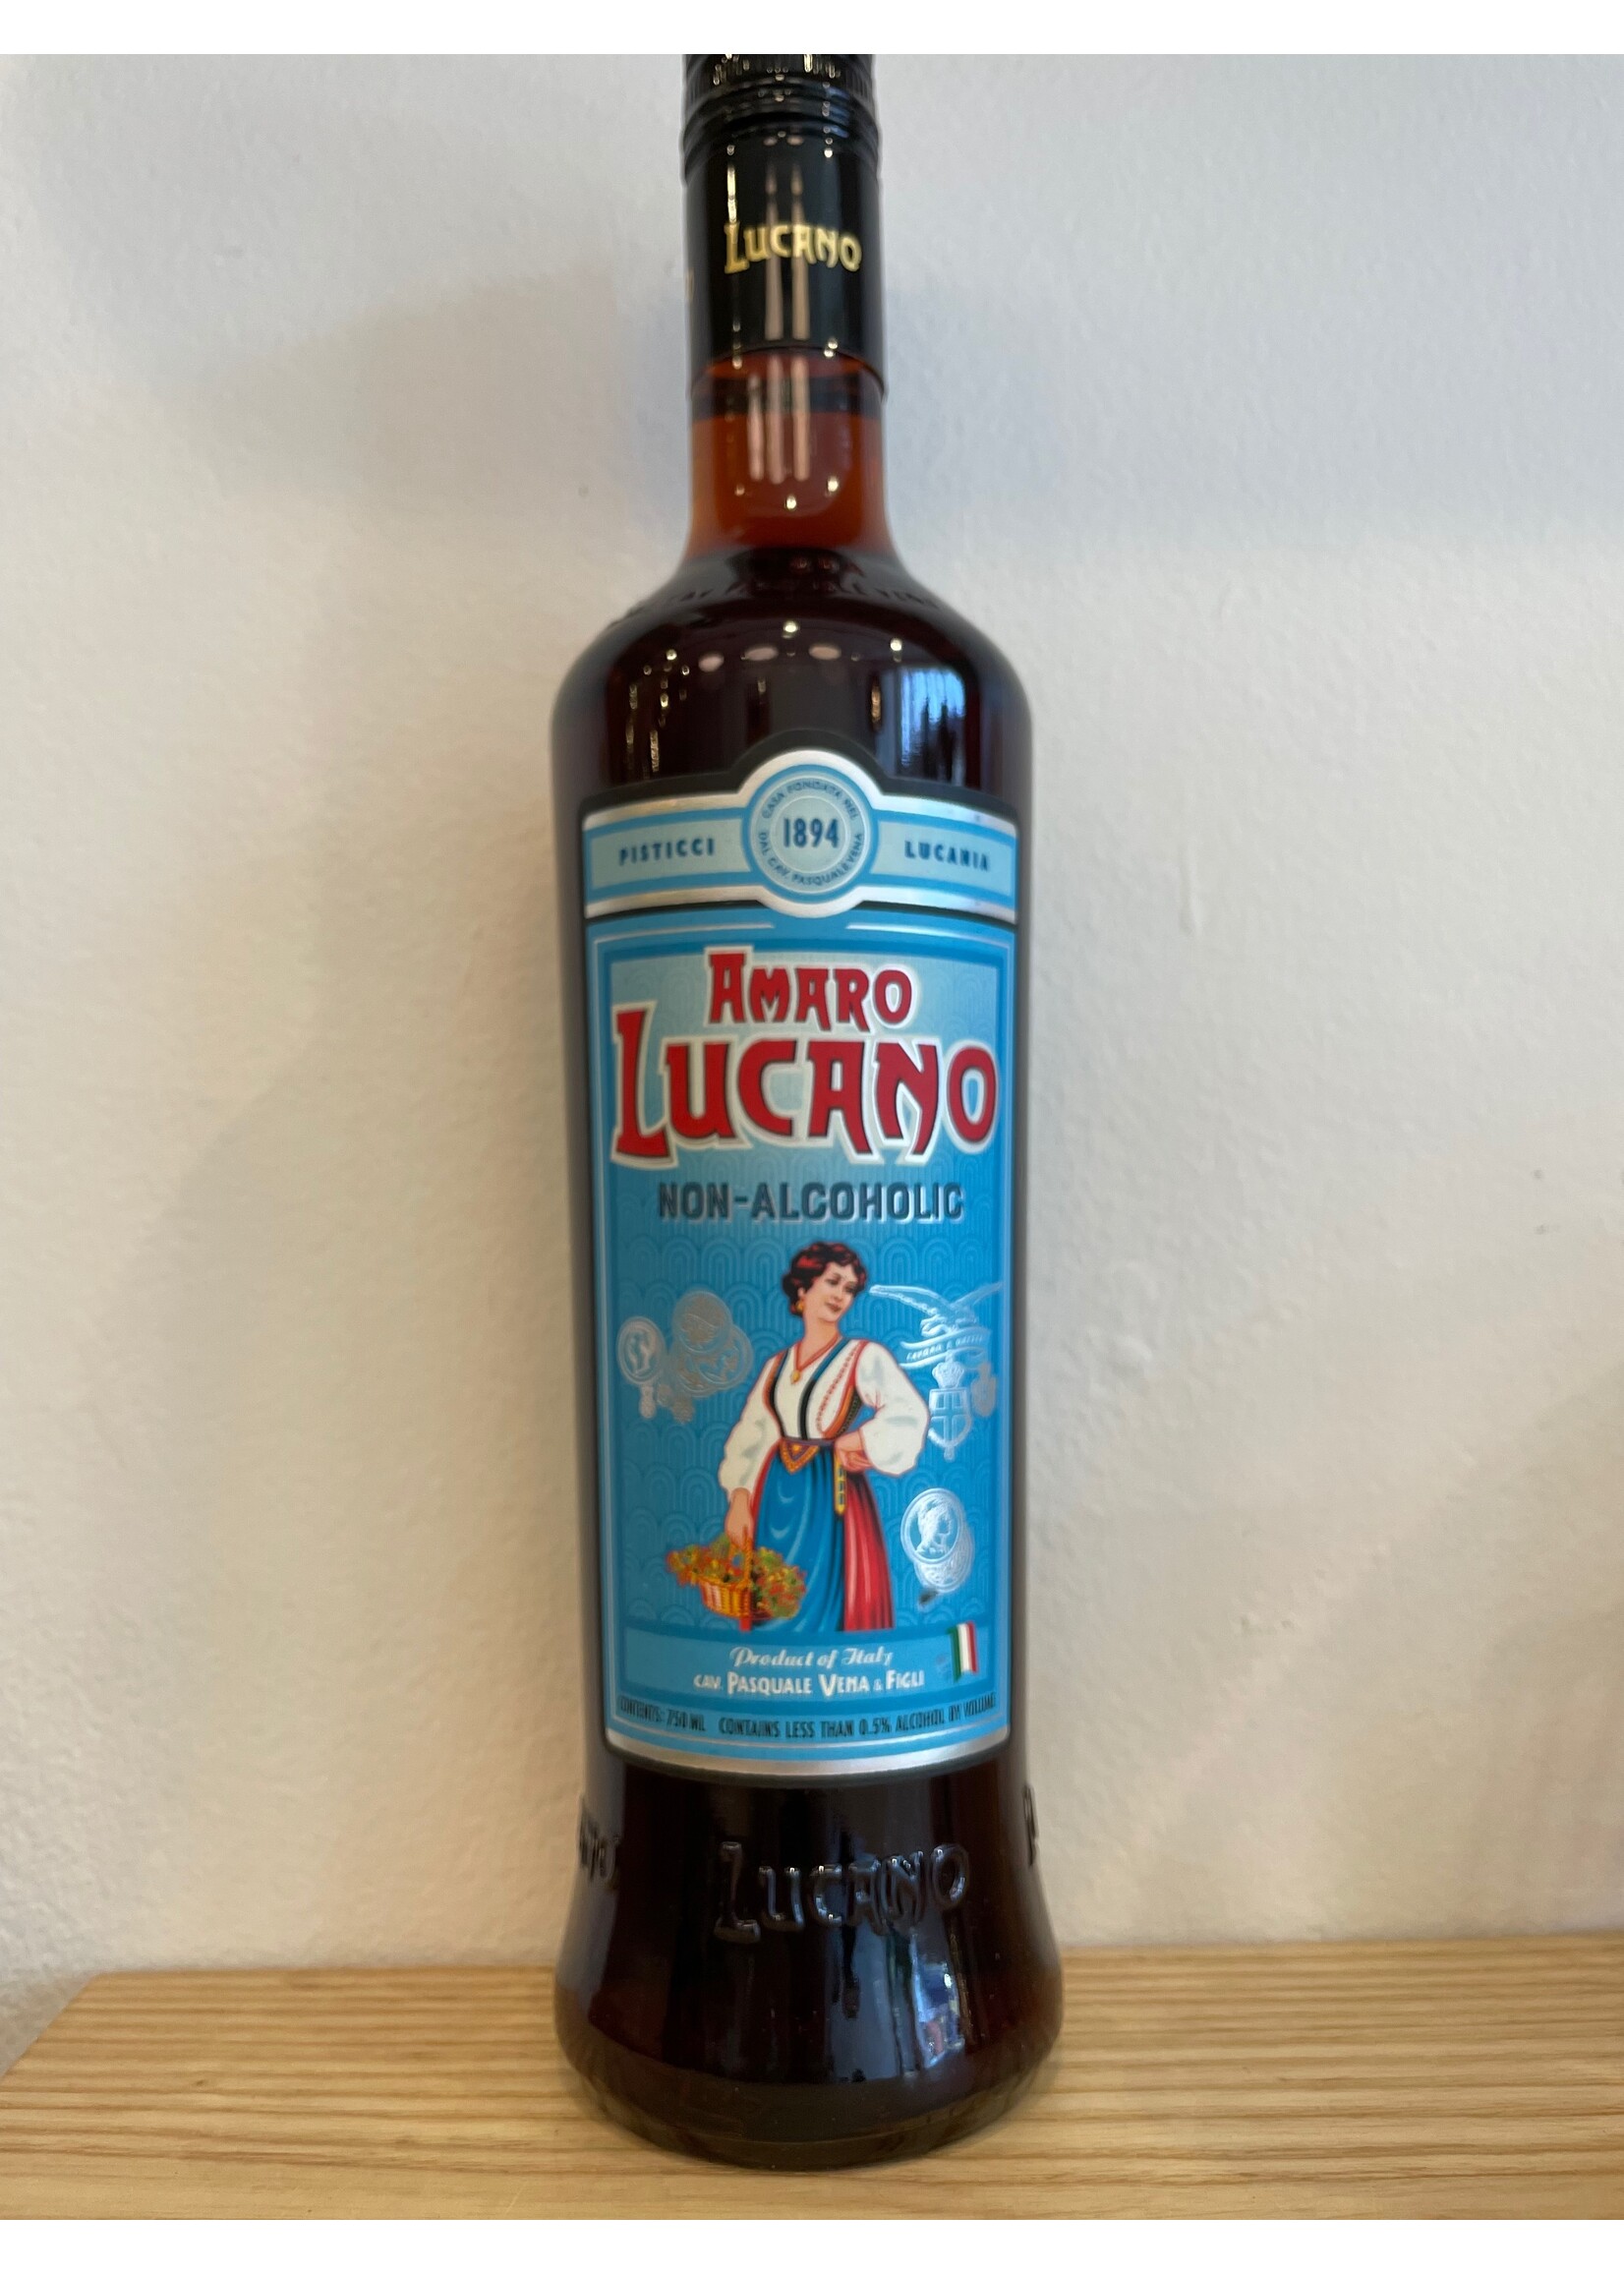 LUCANO
CASA FONDATA NEL
PISTICCI
1894
LUCANIA
DAL CAV. PASQUALE VENA
AMARO
LUCANO
NON-ALCOHOLIC
Product of Italy
CAV. PASQUALE VENA & FIGLI
CONTENTS: 750 ML CONTAINS LESS THAN 0.5% ALCOHOL BY VOLUME
LUCANO